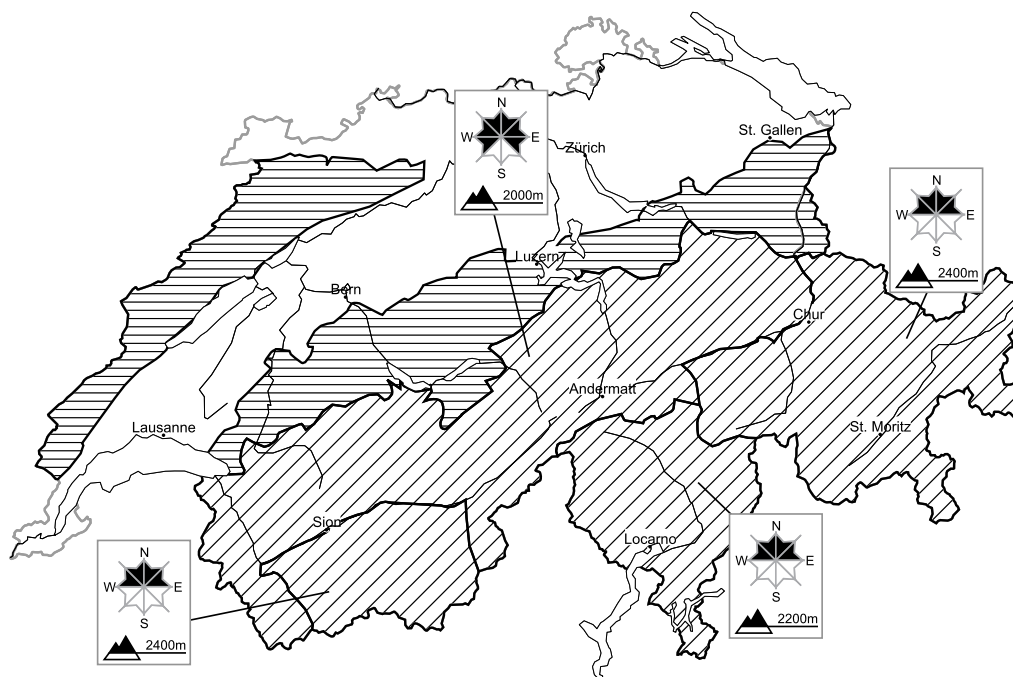 N
W E
S
2000m
St. Gallen
Zürich
N
W E
S
2400m
Luzern
Bern
Chur
Andermatt
Lausanne
St. Moritz
Sion
Locarno
N
W E
S
2200m
N
W E
S
2400m